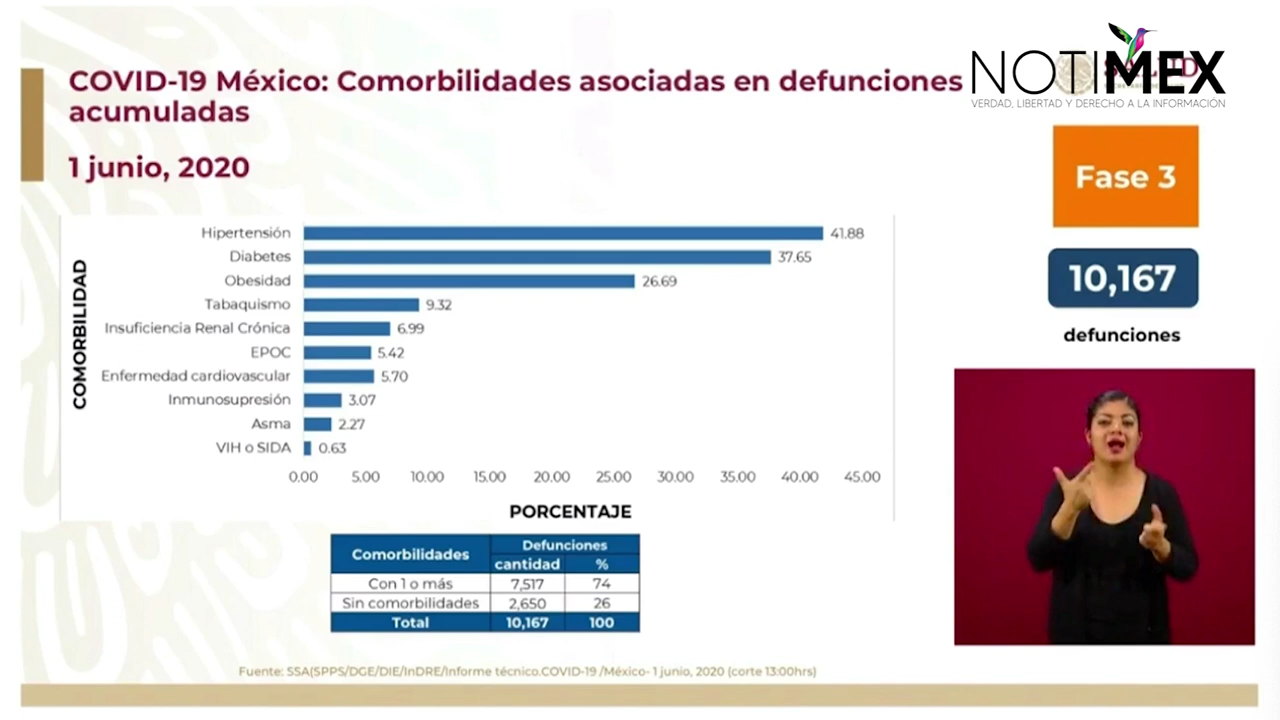 COVID-19 México: Comorbilidades asociadas en defunciones
acumuladas
1 junio, 2020
NOTIMEX
VERDAD, LIBERTAD Y DERECHO A LA INFORMACIÓN
Fase 3
10,167
defunciones
COMORBILIDAD
Hipertensión 41.88
Diabetes 37.65
Obesidad 26.69
Tabaquismo 9.32
Insuficiencia Renal Crónica 6.99
EPOC 5.42
Enfermedad cardiovascular 5.70
Inmunosupresión 3.07
Asma 2.27
VIH o SIDA 0.63
0.00 5.00 10.00 15.00 20.00 25.00 30.00 35.00 40.00 45.00
PORCENTAJE
Comorbilidades Defunciones
cantidad %
Con 1 o más 7,517 74
Sin comorbilidades 2,650 26
Total 10,167 100
Fuente: SSA(SPPS/DGE/DIE/InDRE/Informe técnico.COVID-19 /México- 1 junio, 2020 (corte 13:00hrs)